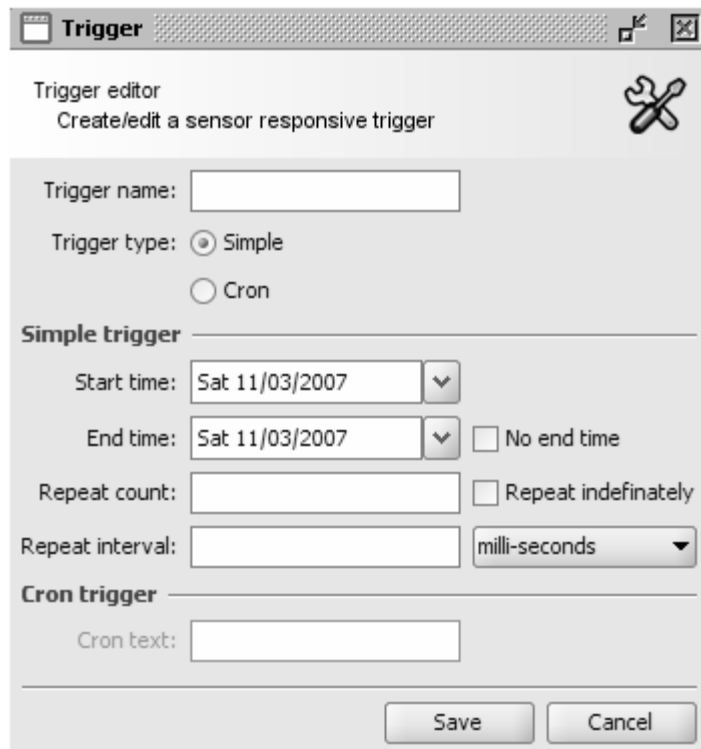 Trigger
Trigger editor
Create/edit a sensor responsive trigger
Trigger name:
Trigger type: Simple
Cron
Simple trigger
Start time: Sat 11/03/2007
End time: Sat 11/03/2007 No end time
Repeat count: Repeat indefinately
Repeat interval: milli-seconds
Cron trigger
Cron text:
Save Cancel